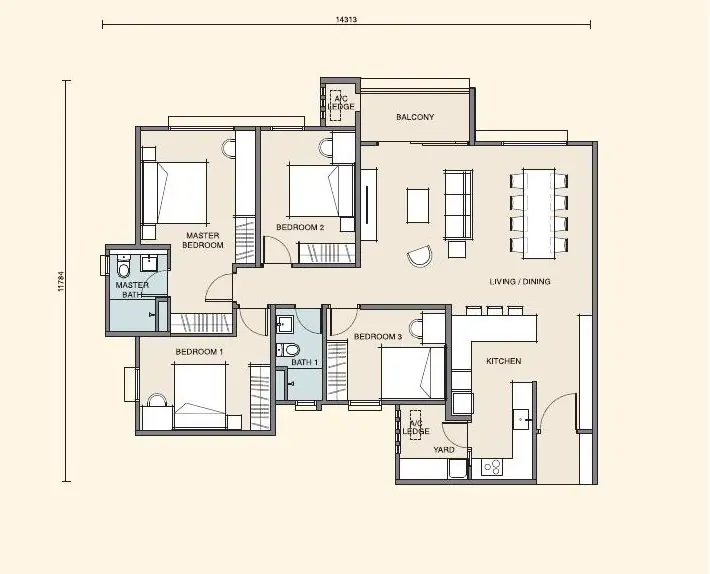 14313
11784
A/C
LEDGE
BALCONY
MASTER
BEDROOM
BEDROOM 2
MASTER
BATH
LIVING / DINING
BEDROOM 1
BATH 1
BEDROOM 3
KITCHEN
A/C
LEDGE
YARD